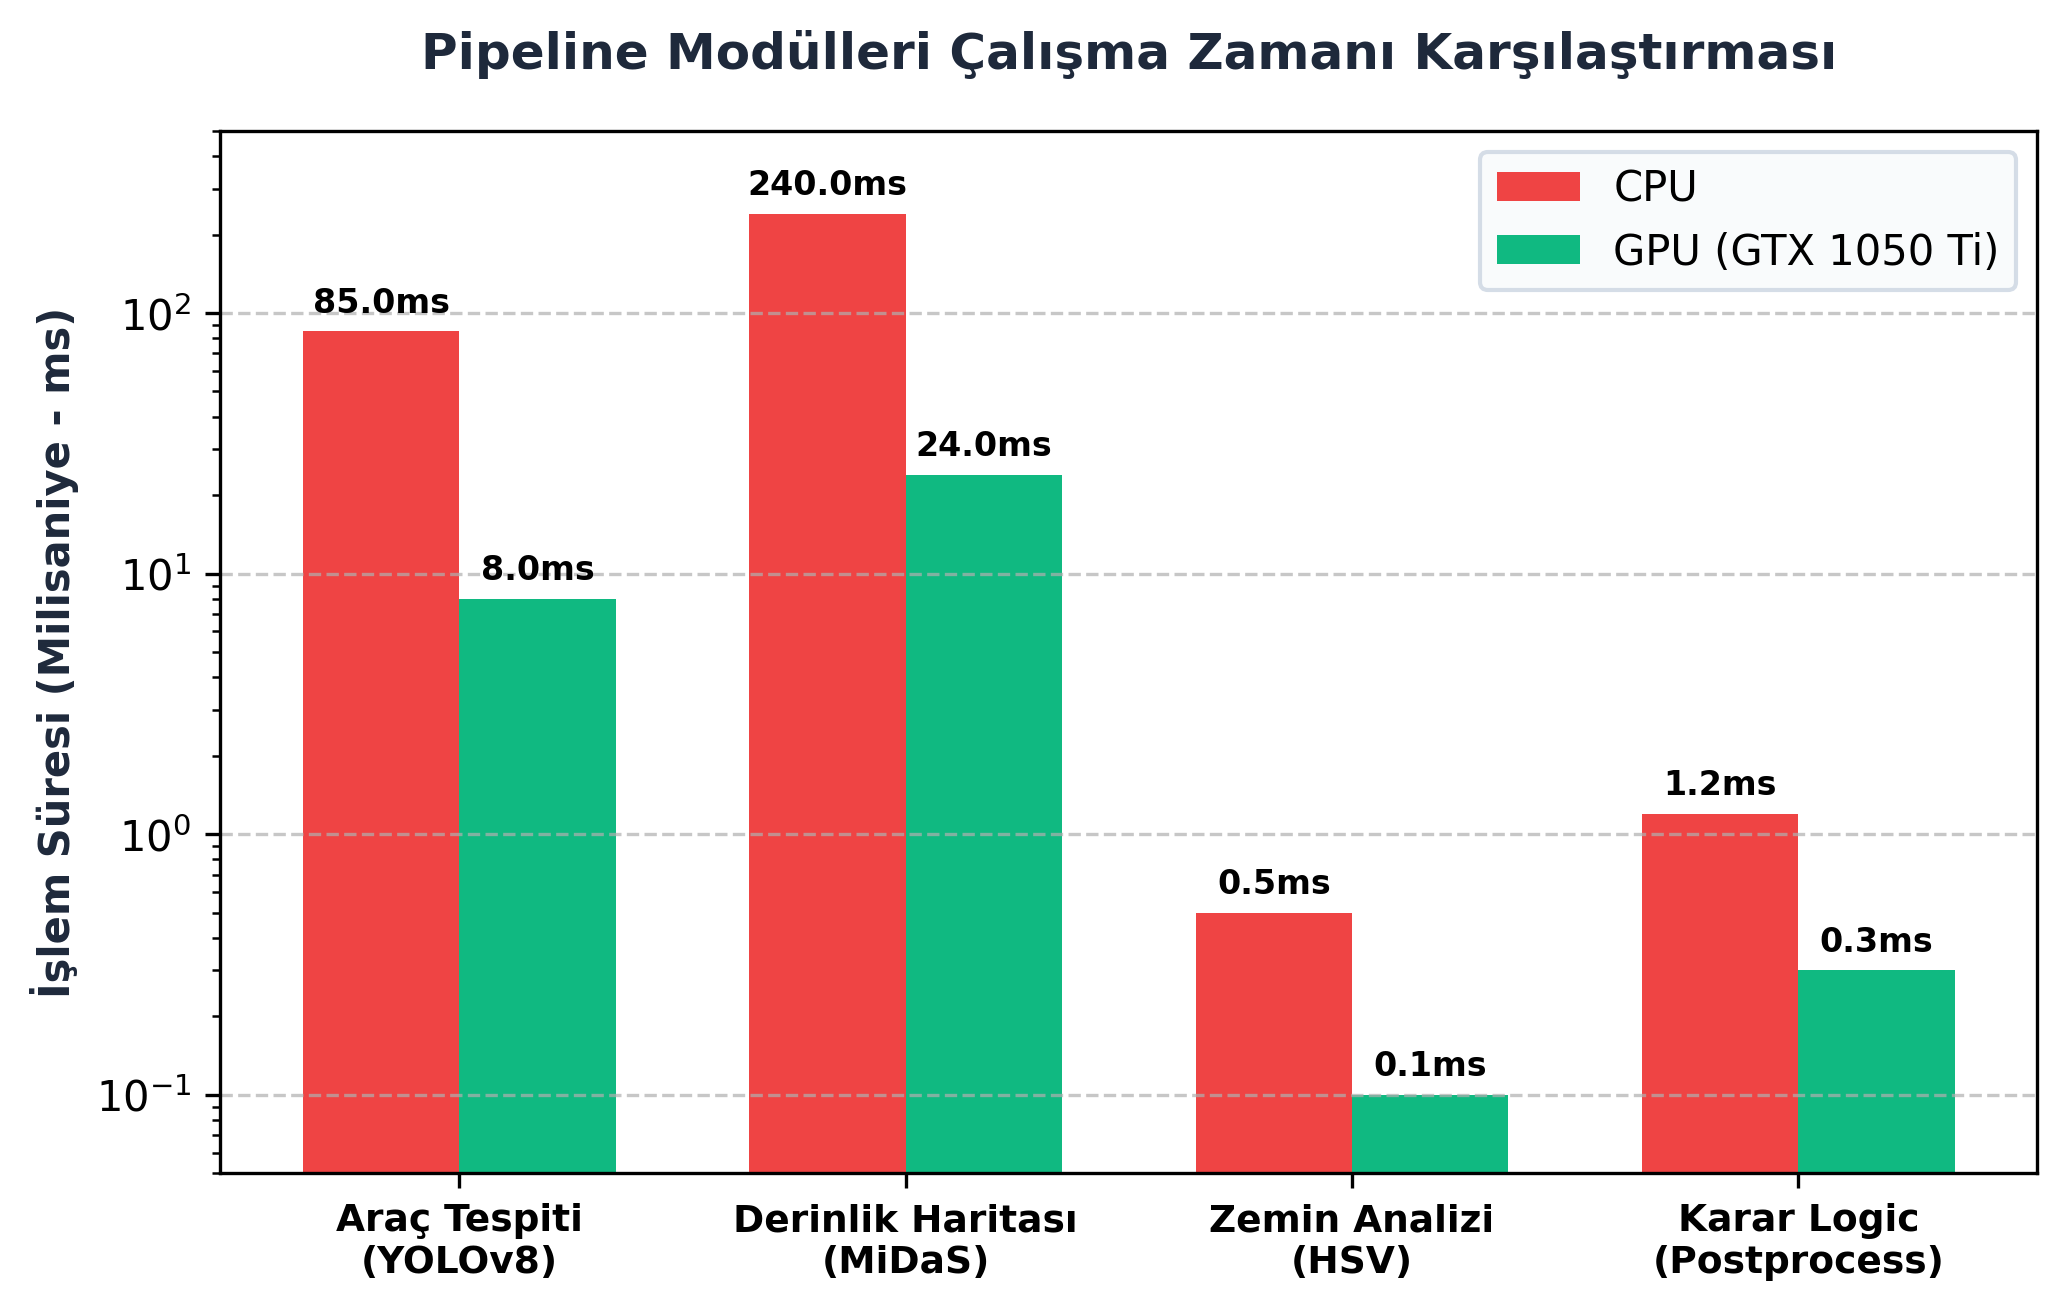 Pipeline Modülleri Çalışma Zamanı Karşılaştırması
CPU
GPU (GTX 1050 Ti)
İşlem Süresi (Milisaniye - ms)
10²
10¹
10⁰
10⁻¹
85.0ms
8.0ms
240.0ms
24.0ms
0.5ms
0.1ms
1.2ms
0.3ms
Araç Tespiti
(YOLOv8)
Derinlik Haritası
(MiDaS)
Zemin Analizi
(HSV)
Karar Logic
(Postprocess)